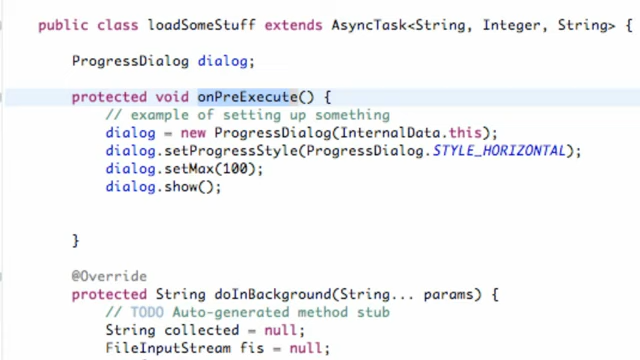 public class loadSomeStuff extends AsyncTask<String, Integer, String> {
ProgressDialog dialog;
protected void onPreExecute() {
// example of setting up something
dialog = new ProgressDialog(InternalData.this);
dialog.setProgressStyle(ProgressDialog.STYLE_HORIZONTAL);
dialog.setMax(100);
dialog.show();
}
@Override
protected String doInBackground(String... params) {
// TODO Auto-generated method stub
String collected = null;
FileInputStream fis = null;